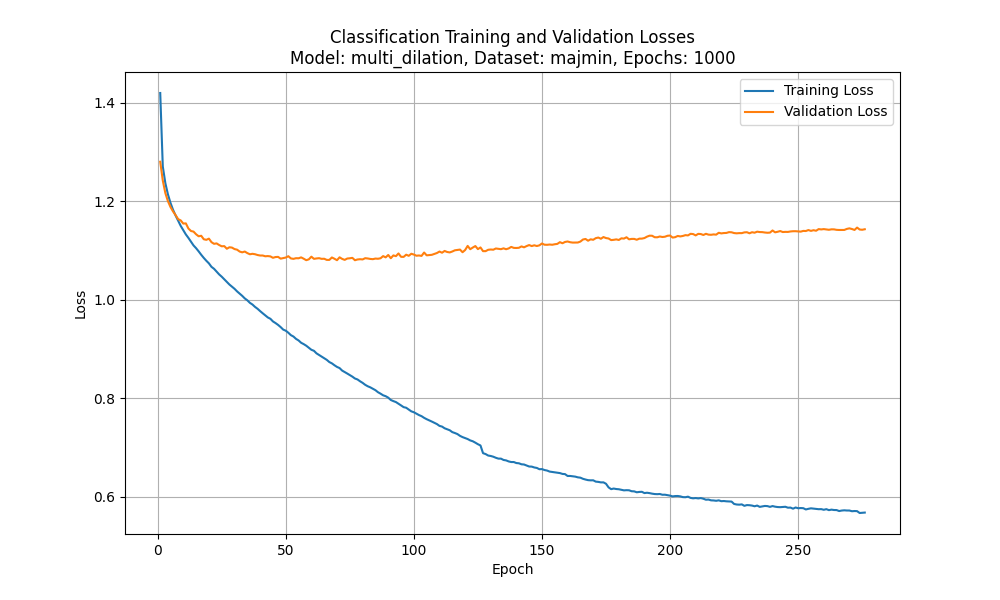 Classification Training and Validation Losses
Model: multi_dilation, Dataset: majmin, Epochs: 1000
Training Loss
Validation Loss
1.4
1.2
1.0
0.8
0.6
Loss
0 50 100 150 200 250
Epoch